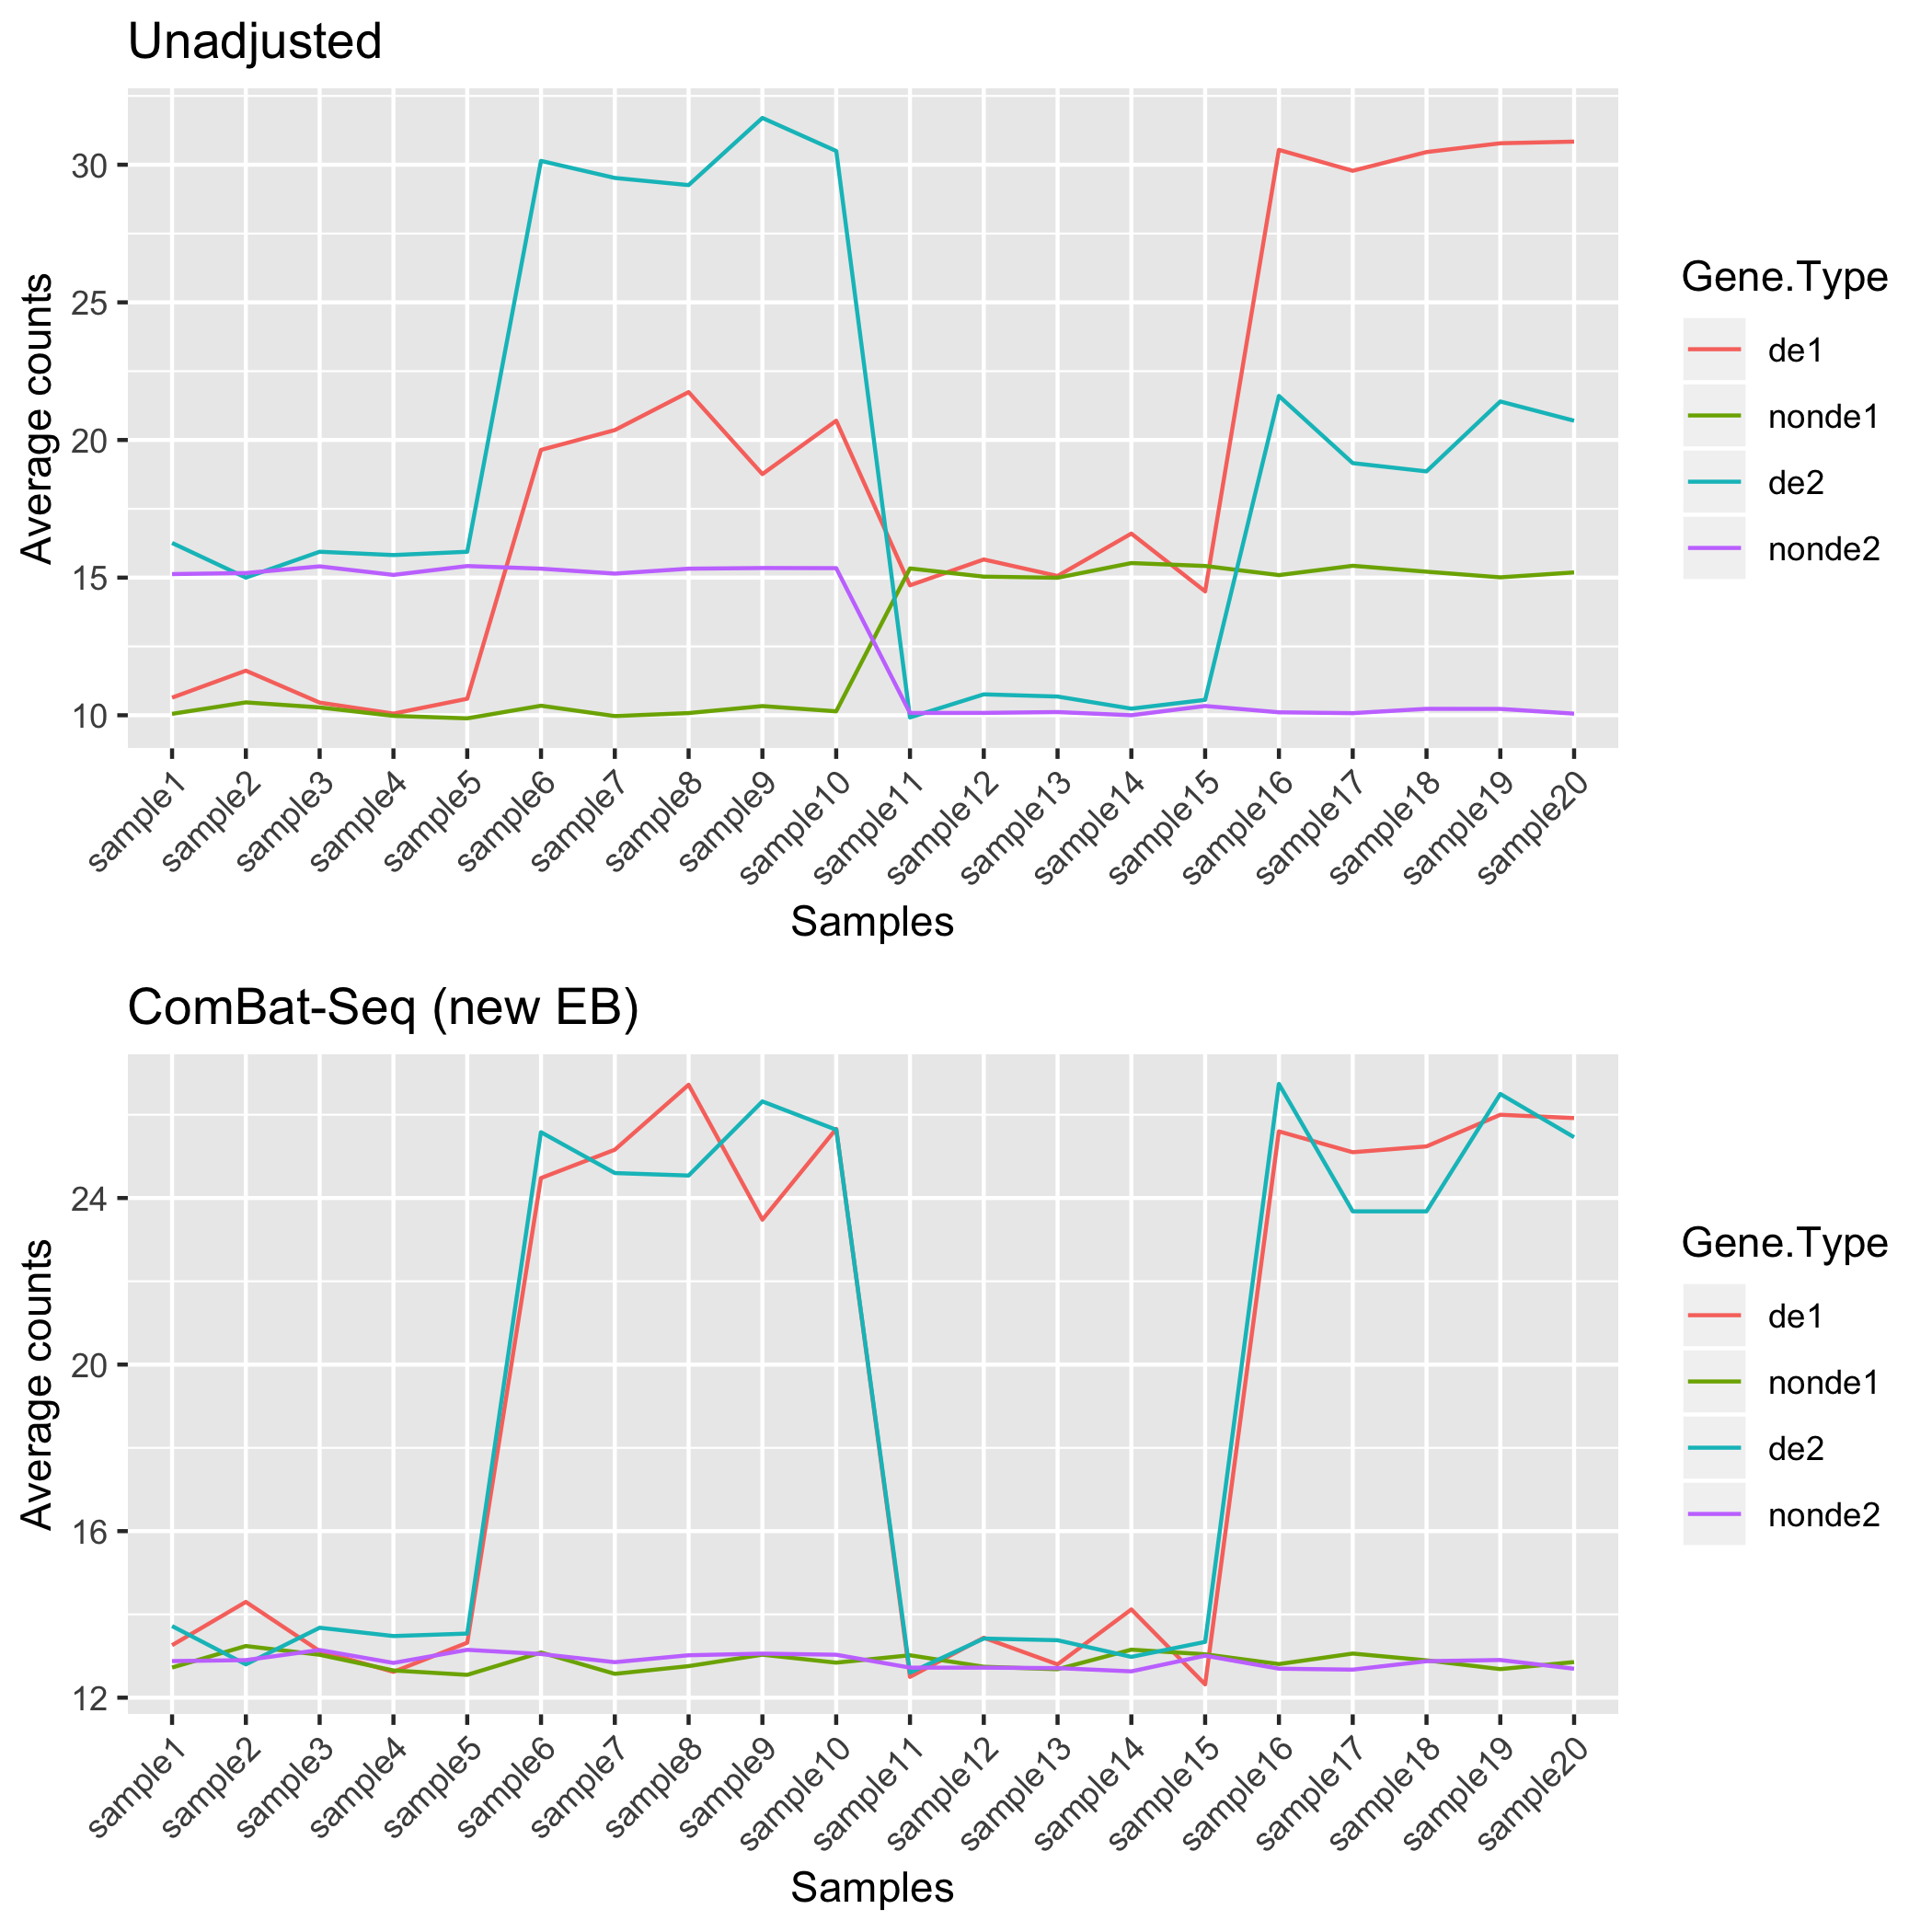 Unadjusted
Average counts
30
25
20
15
10
sample1
sample2
sample3
sample4
sample5
sample6
sample7
sample8
sample9
sample10
sample11
sample12
sample13
sample14
sample15
sample16
sample17
sample18
sample19
sample20
Samples
Gene.Type
de1
nonde1
de2
nonde2
ComBat-Seq (new EB)
Average counts
24
20
16
12
sample1
sample2
sample3
sample4
sample5
sample6
sample7
sample8
sample9
sample10
sample11
sample12
sample13
sample14
sample15
sample16
sample17
sample18
sample19
sample20
Samples
Gene.Type
de1
nonde1
de2
nonde2